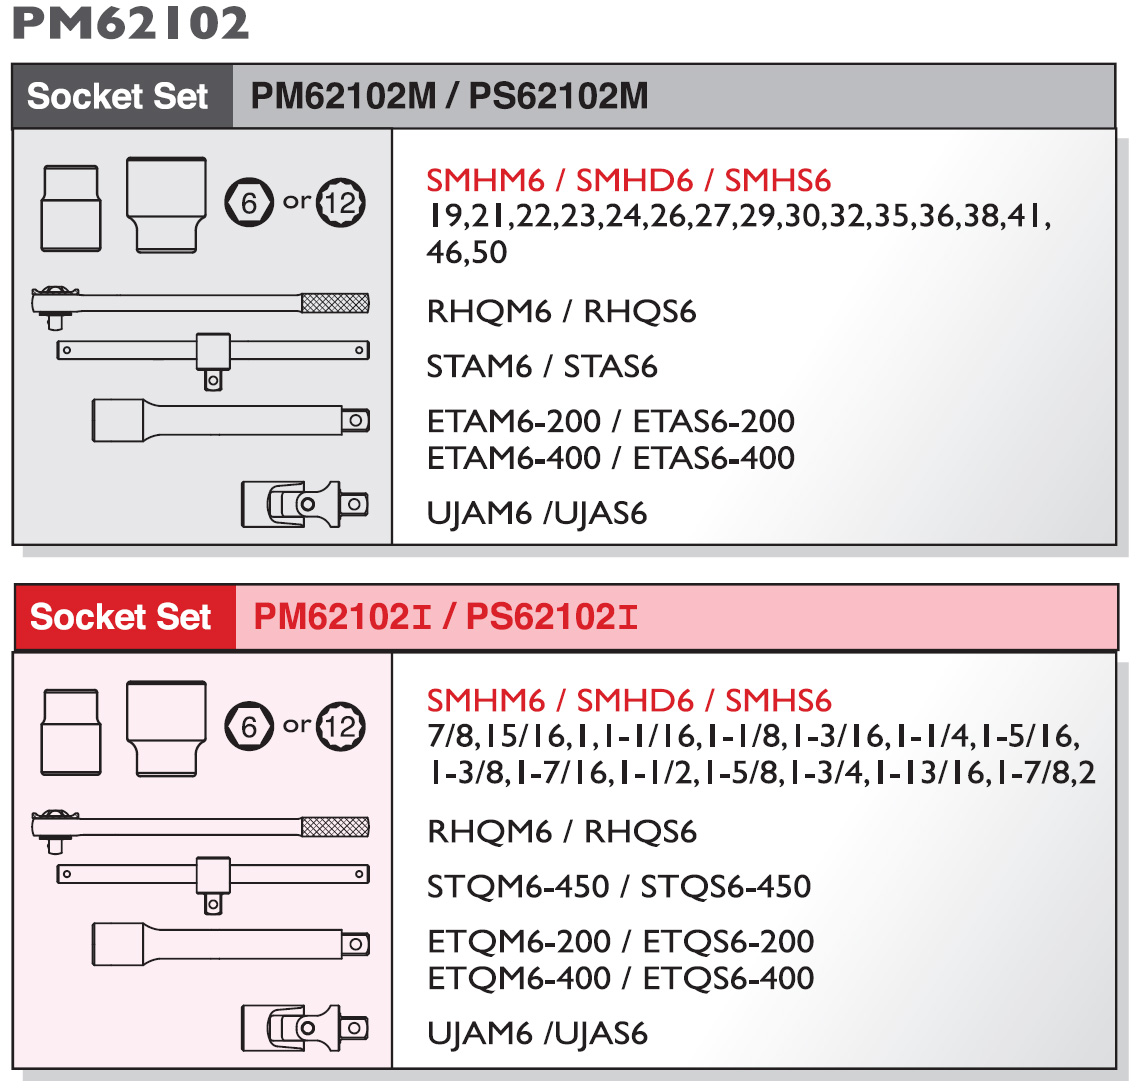 PM62102
Socket Set PM62102M / PS62102M
6 or 12
SMHM6 / SMHD6 / SMHS6
19,21,22,23,24,26,27,29,30,32,35,36,38,41,
46,50
RHQM6 / RHQS6
STAM6 / STAS6
ETAM6-200 / ETAS6-200
ETAM6-400 / ETAS6-400
UJAM6 /UJAS6
Socket Set PM62102I / PS62102I
6 or 12
SMHM6 / SMHD6 / SMHS6
7/8,15/16,1,1-1/16,1-1/8,1-3/16,1-1/4,1-5/16,
1-3/8,1-7/16,1-1/2,1-5/8,1-3/4,1-13/16,1-7/8,2
RHQM6 / RHQS6
STQM6-450 / STQS6-450
ETQM6-200 / ETQS6-200
ETQM6-400 / ETQS6-400
UJAM6 /UJAS6